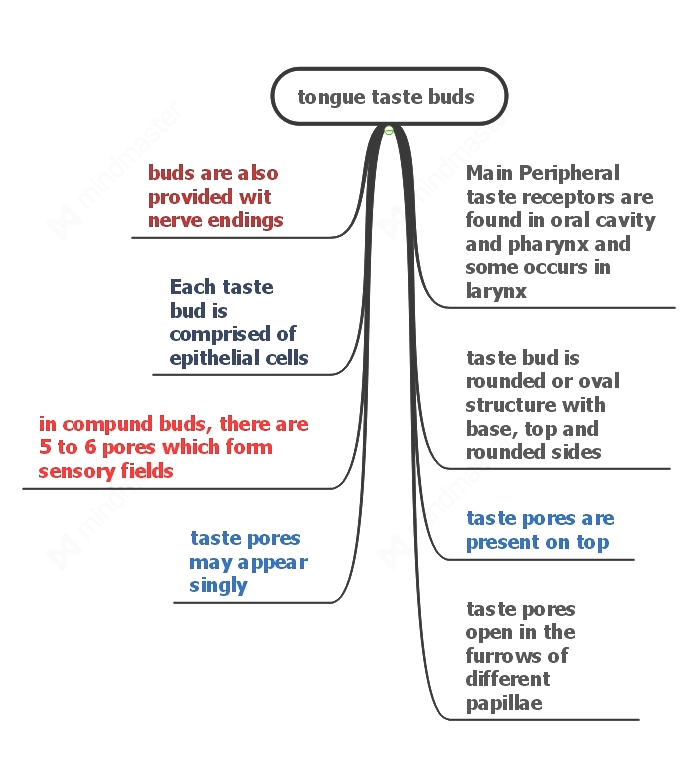 tongue taste buds
buds are also
provided wit
nerve endings
Each taste
bud is
comprised of
epithelial cells
in compund buds, there are
5 to 6 pores which form
sensory fields
taste pores
may appear
singly
Main Peripheral
taste receptors are
found in oral cavity
and pharynx and
some occurs in
larynx
taste bud is
rounded or oval
structure with
base, top and
rounded sides
taste pores are
present on top
taste pores
open in the
furrows of
different
papillae
mindmaster
mindmaster
mindmaster
mindmaster